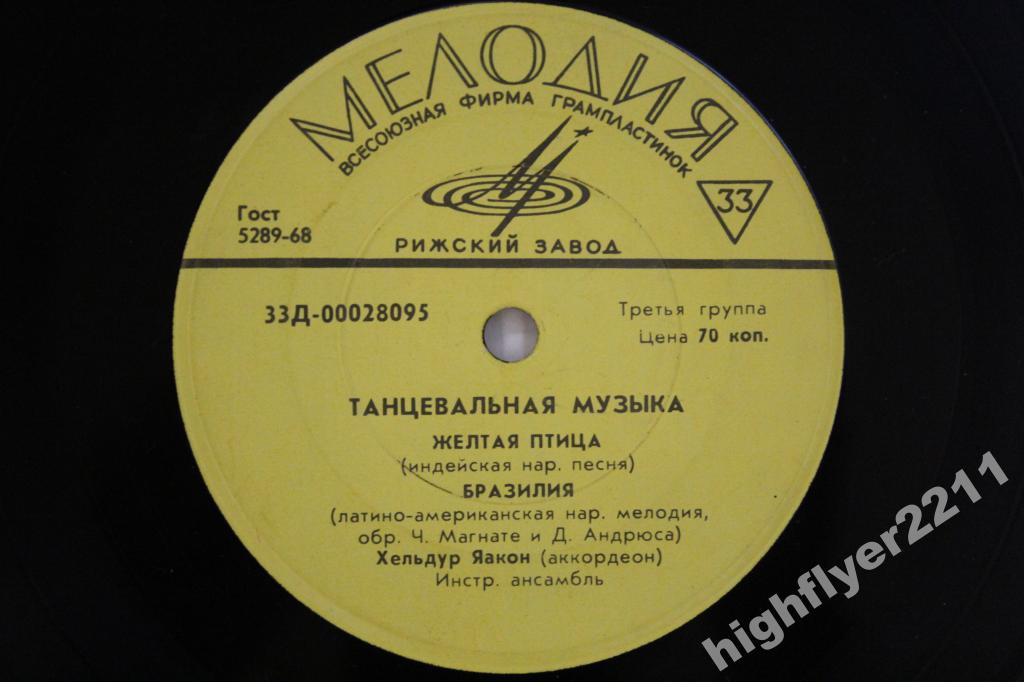 МЕЛОДИЯ
ВСЕСОЮЗНАЯ ФИРМА ГРАМПЛАСТИНОК
33
Гост
5289-68
РИЖСКИЙ ЗАВОД
33Д-00028095
Третья группа
Цена 70 коп.
ТАНЦЕВАЛЬНАЯ МУЗЫКА
ЖЕЛТАЯ ПТИЦА
(индейская нар. песня)
БРАЗИЛИЯ
(латино-американская нар. мелодия,
обр. Ч. Магнате и Д. Андрюса)
Хельдур Яакон (аккордеон)
Инстр. ансамбль
highflyer2211